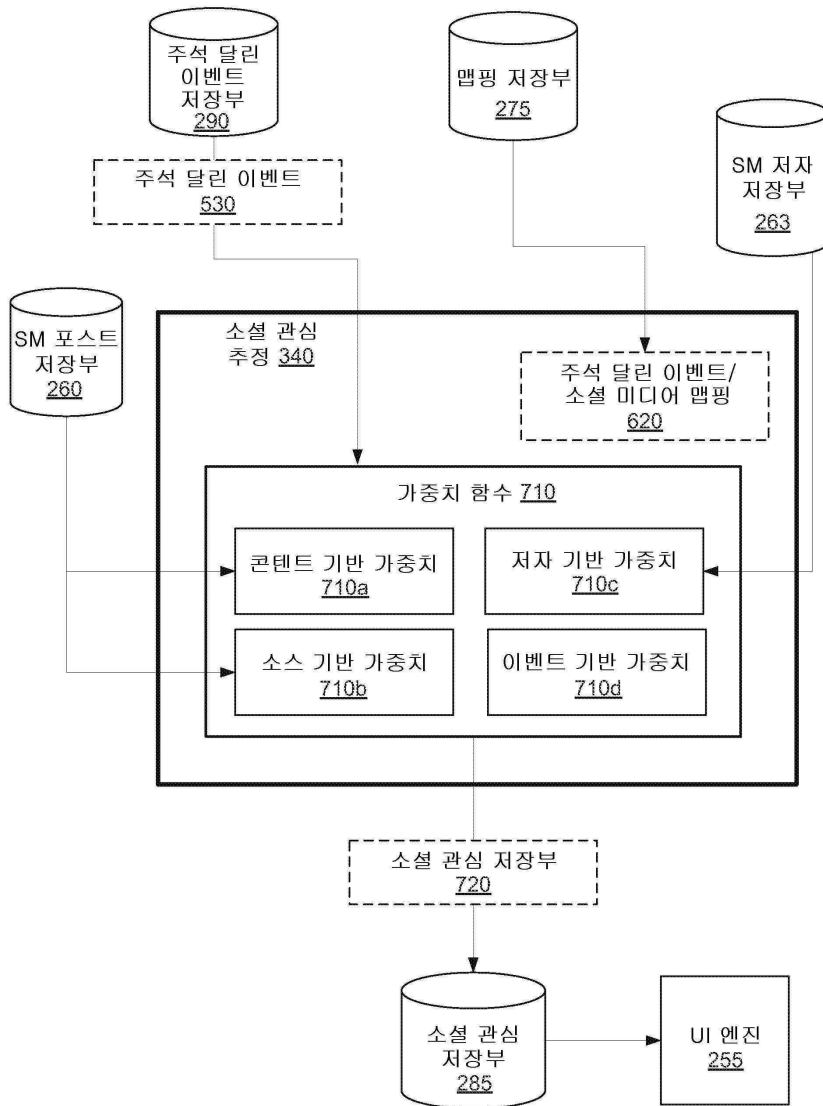 주석 달린
이벤트
저장부
290
맵핑 저장부
275
SM 저자
저장부
263
주석 달린 이벤트
530
SM 포스트
저장부
260
소셜 관심
추정 340
주석 달린 이벤트/
소셜 미디어 맵핑
620
가중치 함수 710
콘텐트 기반 가중치
710a
저자 기반 가중치
710c
소스 기반 가중치
710b
이벤트 기반 가중치
710d
소셜 관심 저장부
720
소셜 관심
저장부
285
UI 엔진
255